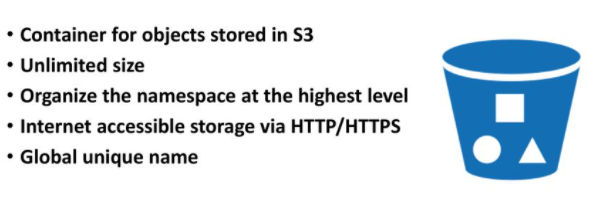 • Container for objects stored in S3
• Unlimited size
• Organize the namespace at the highest level
• Internet accessible storage via HTTP/HTTPS
• Global unique name